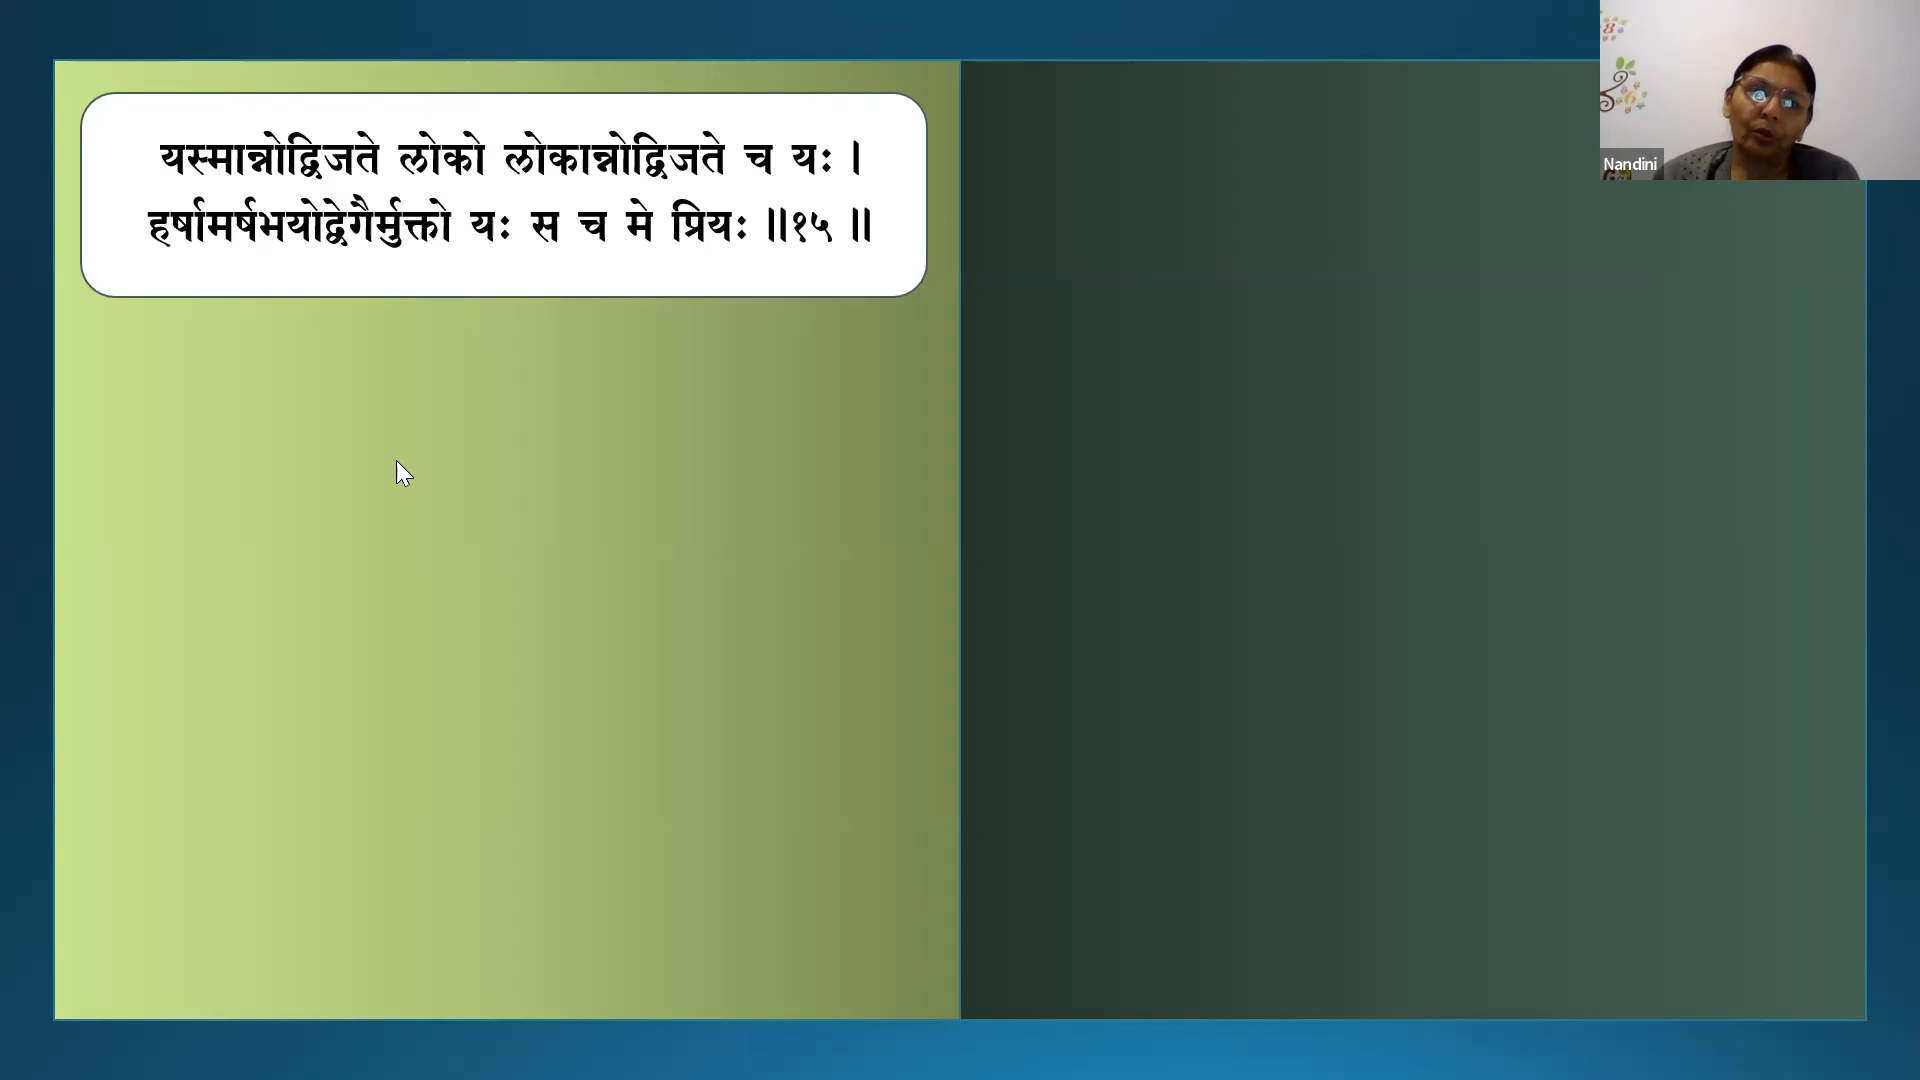 यस्मान्नोद्विजते लोको लोकान्नोद्विजते च यः ।
हर्षामर्षभयोद्वेगैर्मुक्तो यः स च मे प्रियः ॥१५ ॥
Nandini